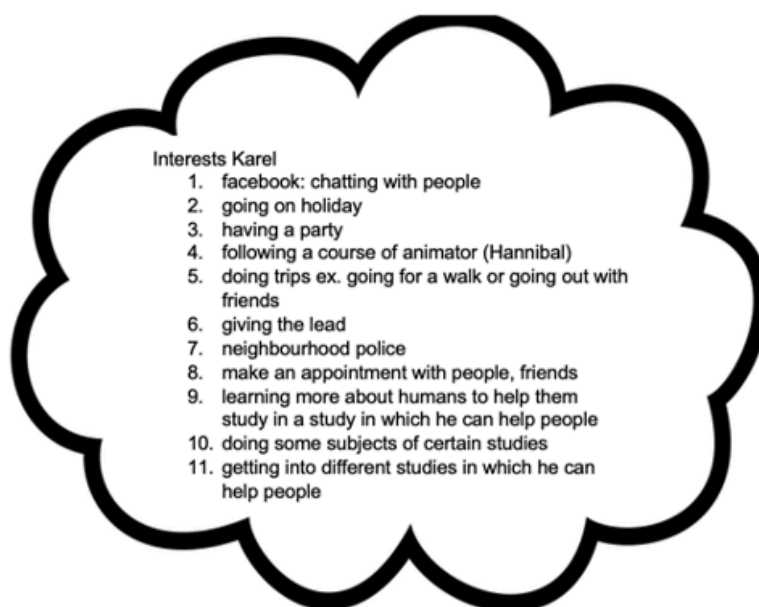 Interests Karel
1. facebook: chatting with people
2. going on holiday
3. having a party
4. following a course of animator (Hannibal)
5. doing trips ex. going for a walk or going out with
friends
6. giving the lead
7. neighbourhood police
8. make an appointment with people, friends
9. learning more about humans to help them
study in a study in which he can help people
10. doing some subjects of certain studies
11. getting into different studies in which he can
help people